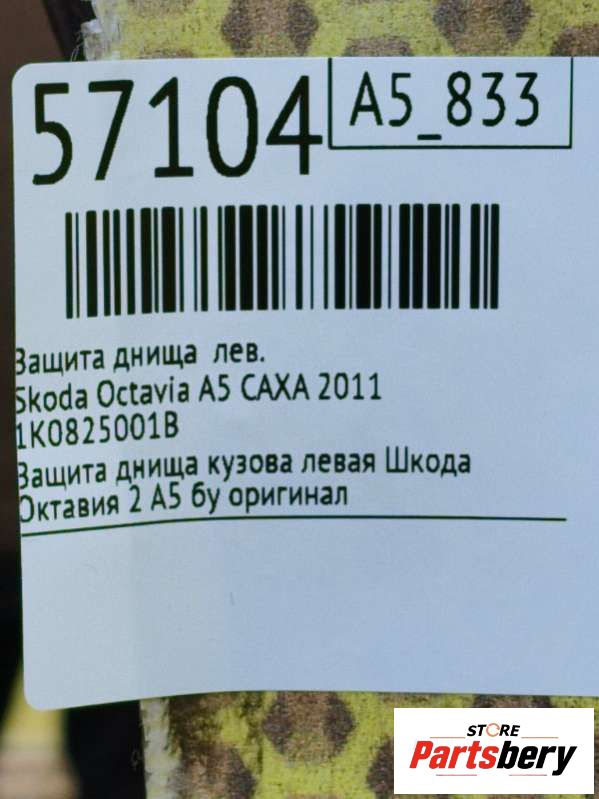 57104
A5_833
Защита днища лев.
Skoda Octavia A5 CAXA 2011
1K0825001B
Защита днища кузова левая Шкода
Октавия 2 А5 бу оригинал
STORE
Partsbery